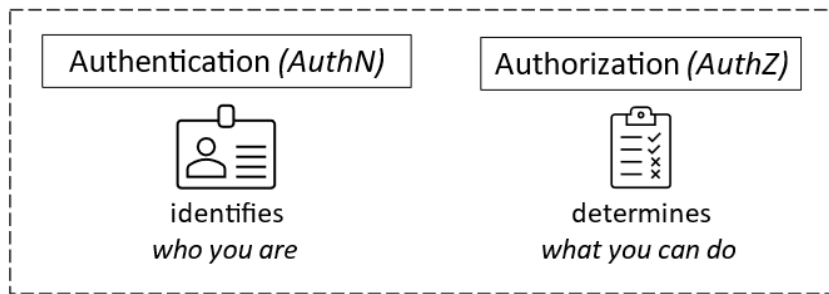 Authentication (AuthN)
identifies
who you are
Authorization (AuthZ)
determines
what you can do